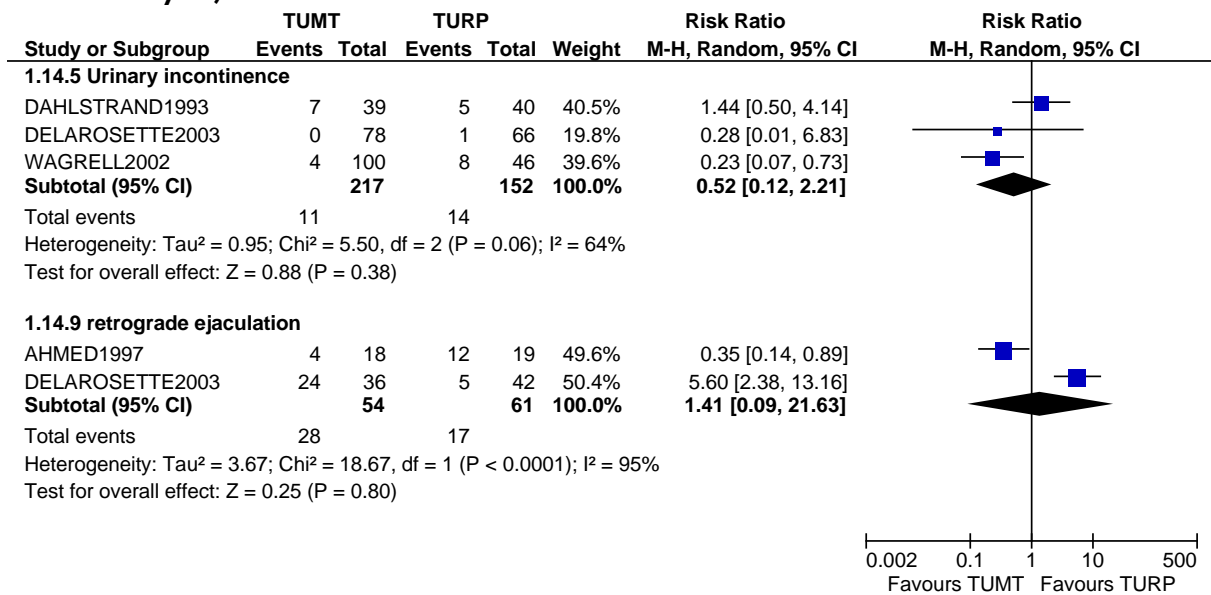 TUMT TURP Risk Ratio Risk Ratio
Study or Subgroup Events Total Events Total Weight M-H, Random, 95% CI M-H, Random, 95% CI
1.14.5 Urinary incontinence
DAHLSTRAND1993 7 39 5 40 40.5% 1.44 [0.50, 4.14]
DELAROSETTE2003 0 78 1 66 19.8% 0.28 [0.01, 6.83]
WAGRELL2002 4 100 8 46 39.6% 0.23 [0.07, 0.73]
Subtotal (95% CI) 217 152 100.0% 0.52 [0.12, 2.21]
Total events 11 14
Heterogeneity: Tau² = 0.95; Chi² = 5.50, df = 2 (P = 0.06); I² = 64%
Test for overall effect: Z = 0.88 (P = 0.38)
1.14.9 retrograde ejaculation
AHMED1997 4 18 12 19 49.6% 0.35 [0.14, 0.89]
DELAROSETTE2003 24 36 5 42 50.4% 5.60 [2.38, 13.16]
Subtotal (95% CI) 54 61 100.0% 1.41 [0.09, 21.63]
Total events 28 17
Heterogeneity: Tau² = 3.67; Chi² = 18.67, df = 1 (P < 0.0001); I² = 95%
Test for overall effect: Z = 0.25 (P = 0.80)
0.002 0.1 1 10 500
Favours TUMT Favours TURP